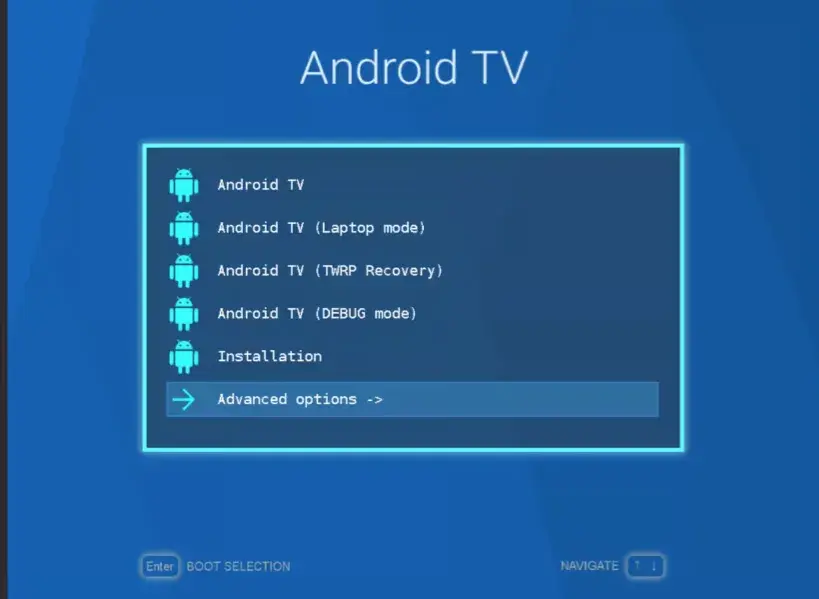 Android TV
Android TV
Android TV (Laptop mode)
Android TV (TWRP Recovery)
Android TV (DEBUG mode)
Installation
Advanced options ->
Enter BOOT SELECTION
NAVIGATE ↑ ↓